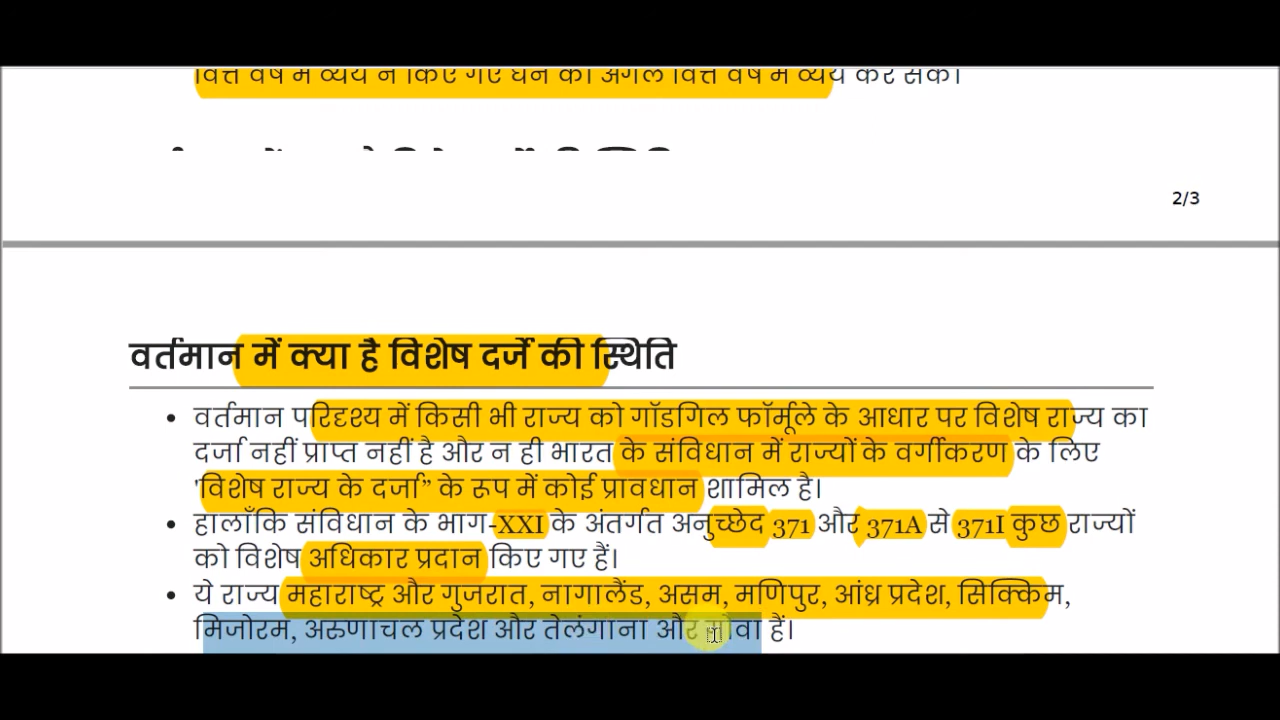 वित्त वर्ष में व्यय न किए गए धन को अगले वित्त वर्ष में व्यय कर सकें।
2/3
वर्तमान में क्या है विशेष दर्जे की स्थिति
• वर्तमान परिदृश्य में किसी भी राज्य को गॉडगिल फॉर्मूले के आधार पर विशेष राज्य का
दर्जा नहीं प्राप्त नहीं है और न ही भारत के संविधान में राज्यों के वर्गीकरण के लिए
'विशेष राज्य के दर्जा” के रूप में कोई प्रावधान शामिल है।
• हालाँकि संविधान के भाग-XXI के अंतर्गत अनुच्छेद 371 और 371A से 371I कुछ राज्यों
को विशेष अधिकार प्रदान किए गए हैं।
• ये राज्य महाराष्ट्र और गुजरात, नागालैंड, असम, मणिपुर, आंध्र प्रदेश, सिक्किम,
मिजोरम, अरुणाचल प्रदेश और तेलंगाना और गोवा हैं।